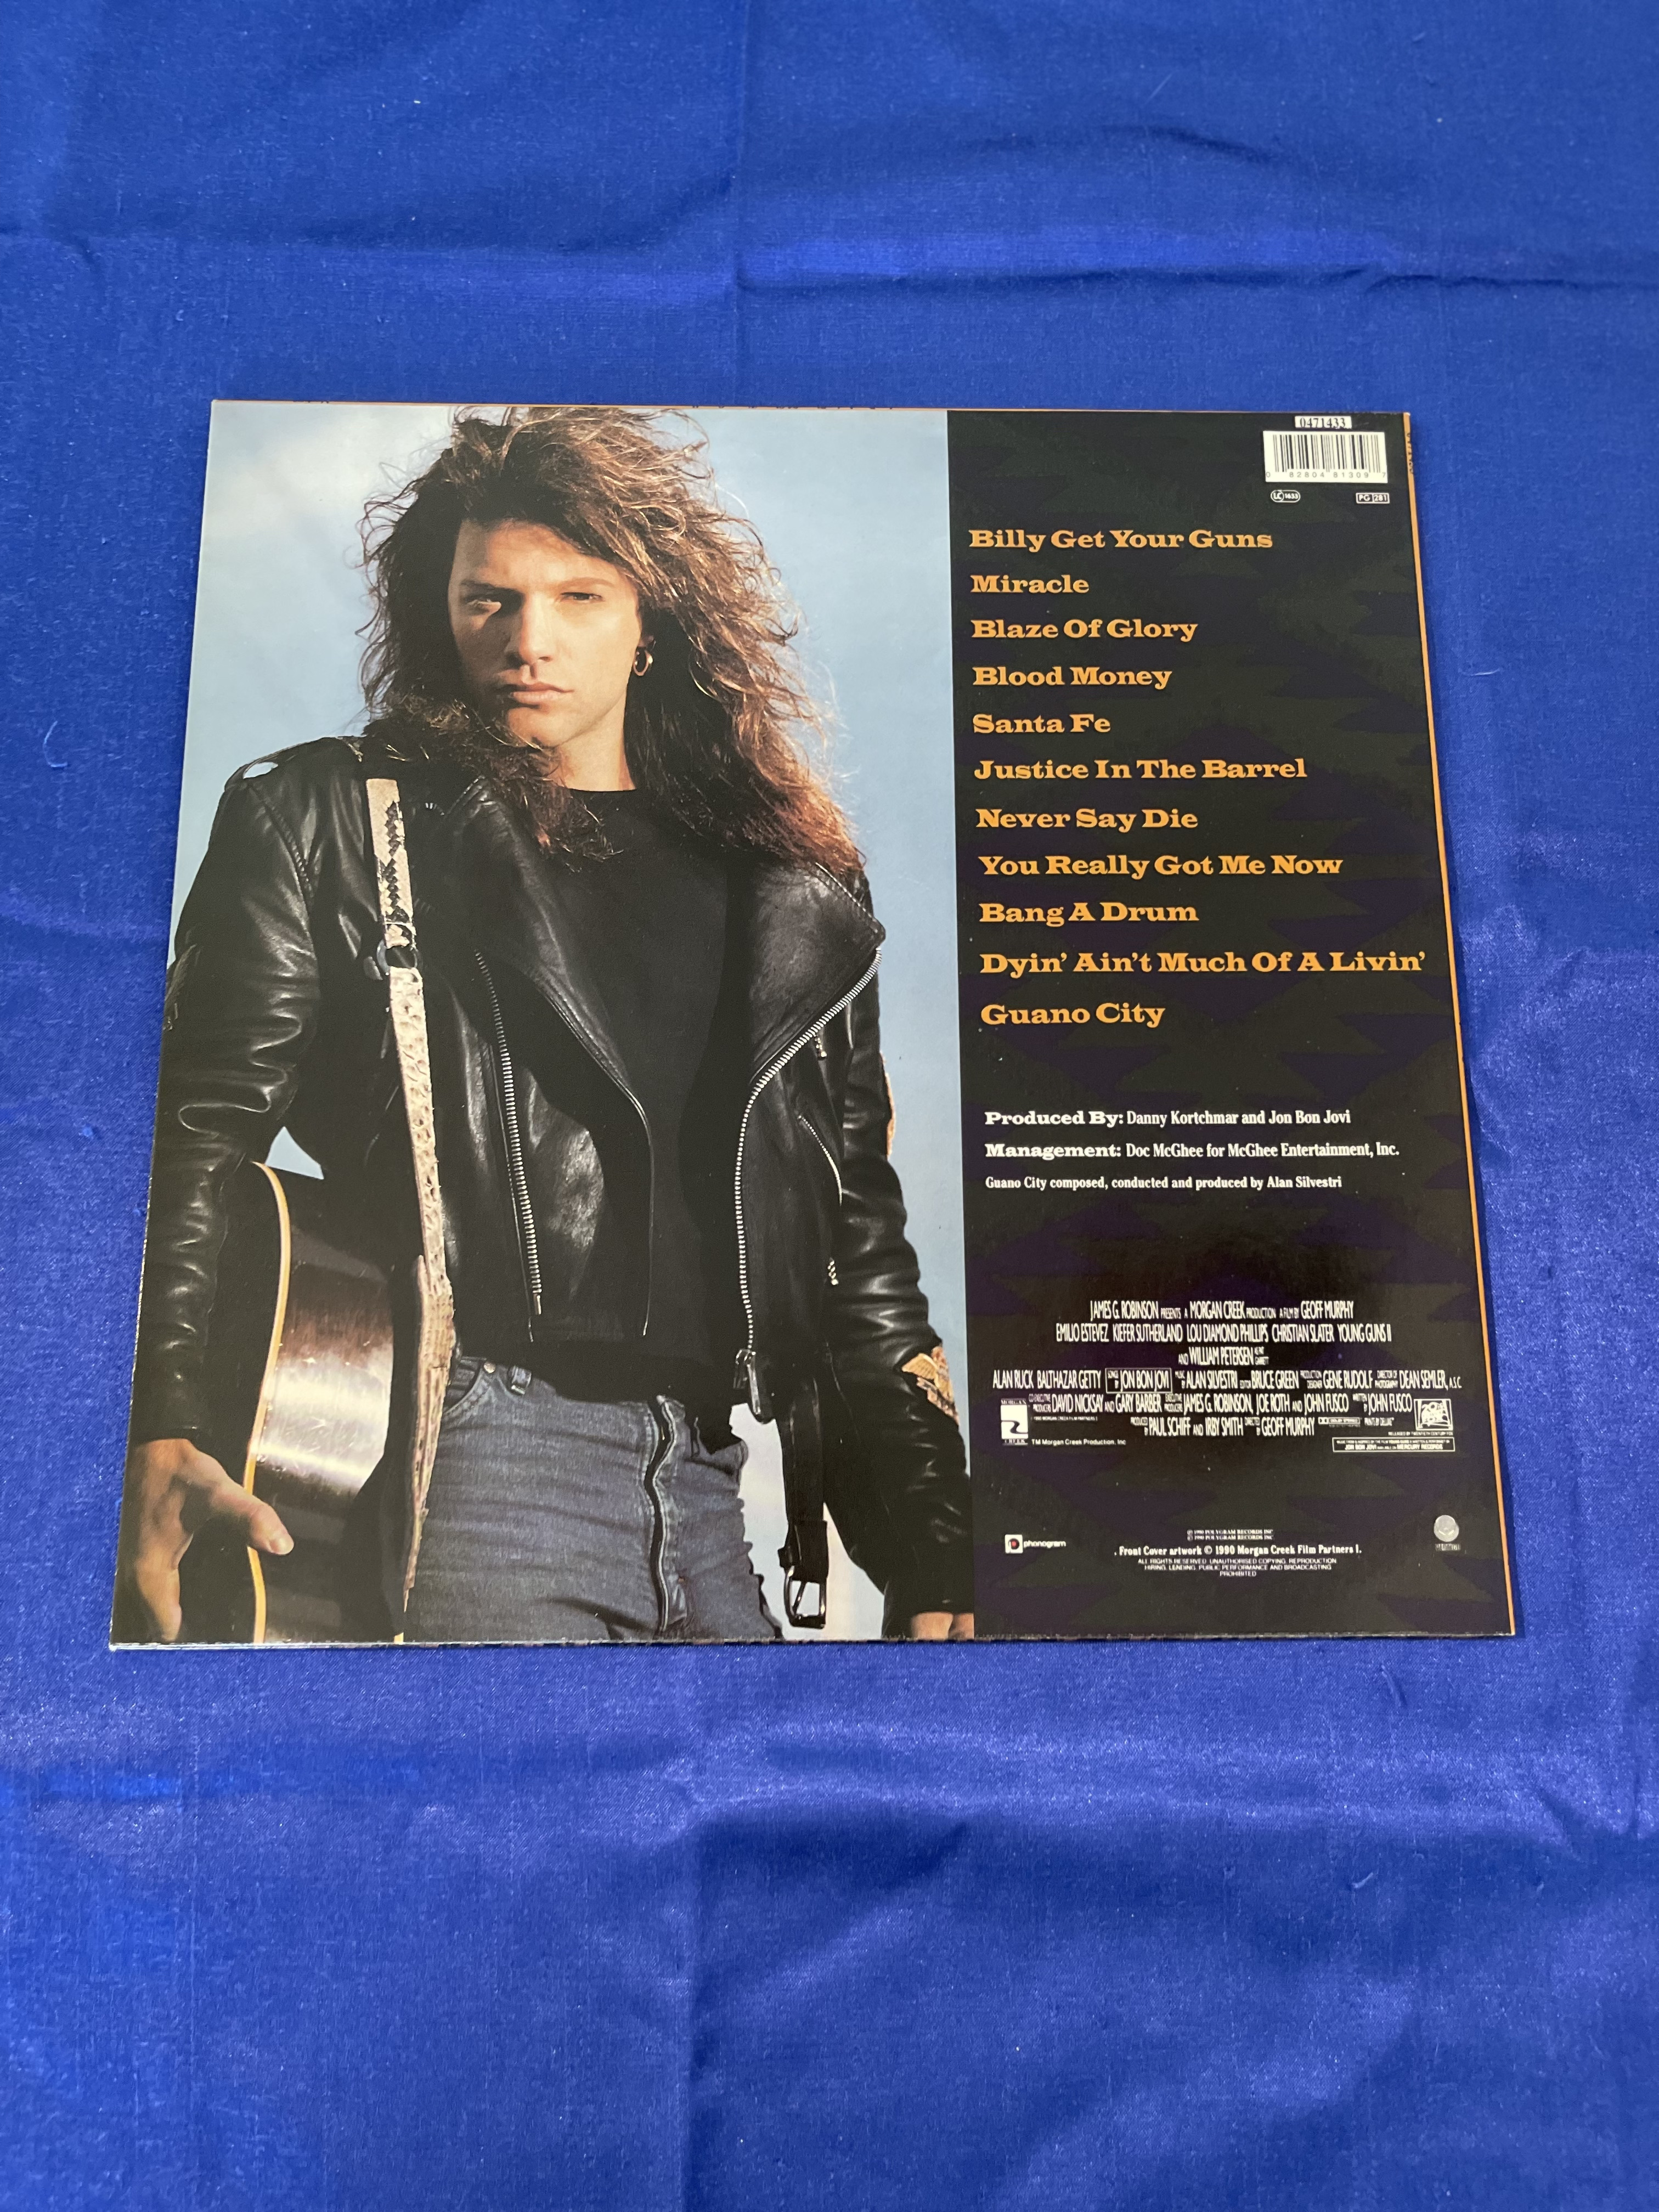 0471433
0 82804 81309 7
LC 1633
PG 281
Billy Get Your Guns
Miracle
Blaze Of Glory
Blood Money
Santa Fe
Justice In The Barrel
Never Say Die
You Really Got Me Now
Bang A Drum
Dyin' Ain't Much Of A Livin'
Guano City
Produced By: Danny Kortchmar and Jon Bon Jovi
Management: Doc McGhee for McGhee Entertainment, Inc.
Guano City composed, conducted and produced by Alan Silvestri
JAMES G. ROBINSON PRESENTS A MORGAN CREEK PRODUCTION A FILM BY GEOFF MURPHY
EMILIO ESTEVEZ KIEFER SUTHERLAND LOU DIAMOND PHILLIPS CHRISTIAN SLATER YOUNG GUNS II
AND WILLIAM PETERSEN
ALAN RUCK BALTHAZAR GETTY SONGS BY JON BON JOVI MUSIC BY ALAN SILVESTRI EDITOR BRUCE GREEN PRODUCTION DESIGNER GENE RUDOLF DIRECTOR OF PHOTOGRAPHY DEAN SEMLER, A.S.C.
CO-EXECUTIVE PRODUCERS DAVID NICKSAY AND GARY BARBER EXECUTIVE PRODUCERS JAMES G. ROBINSON, JOE ROTH AND JOHN FUSCO WRITTEN BY JOHN FUSCO
PRODUCED BY PAUL SCHIFF AND IRBY SMITH DIRECTED BY GEOFF MURPHY
TM Morgan Creek Production, Inc
JON BON JOVI AVAILABLE ON MERCURY RECORDS
phonogram
℗ 1990 POLYGRAM RECORDS INC
© 1990 POLYGRAM RECORDS INC
. Front Cover artwork © 1990 Morgan Creek Film Partners I.
ALL RIGHTS RESERVED. UNAUTHORISED COPYING, REPRODUCTION
HIRING, LENDING, PUBLIC PERFORMANCE AND BROADCASTING
PROHIBITED